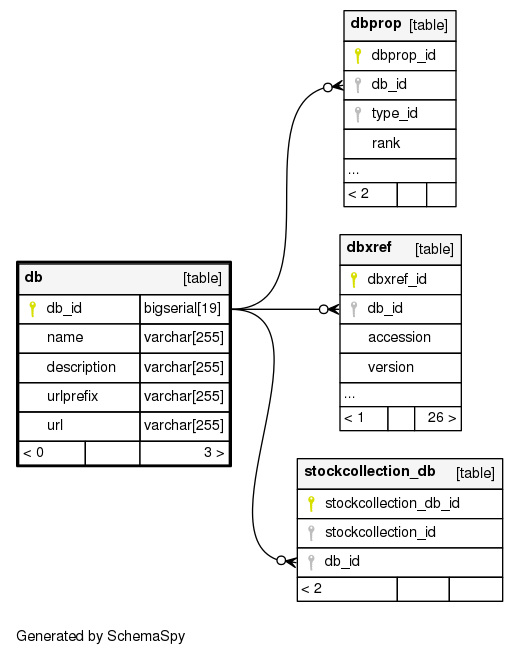 dbprop [table]
dbprop_id
db_id
type_id
rank
...
< 2
dbxref [table]
dbxref_id
db_id
accession
version
...
< 1 26 >
db [table]
db_id bigserial[19]
name varchar[255]
description varchar[255]
urlprefix varchar[255]
url varchar[255]
< 0 3 >
stockcollection_db [table]
stockcollection_db_id
stockcollection_id
db_id
< 2
Generated by SchemaSpy